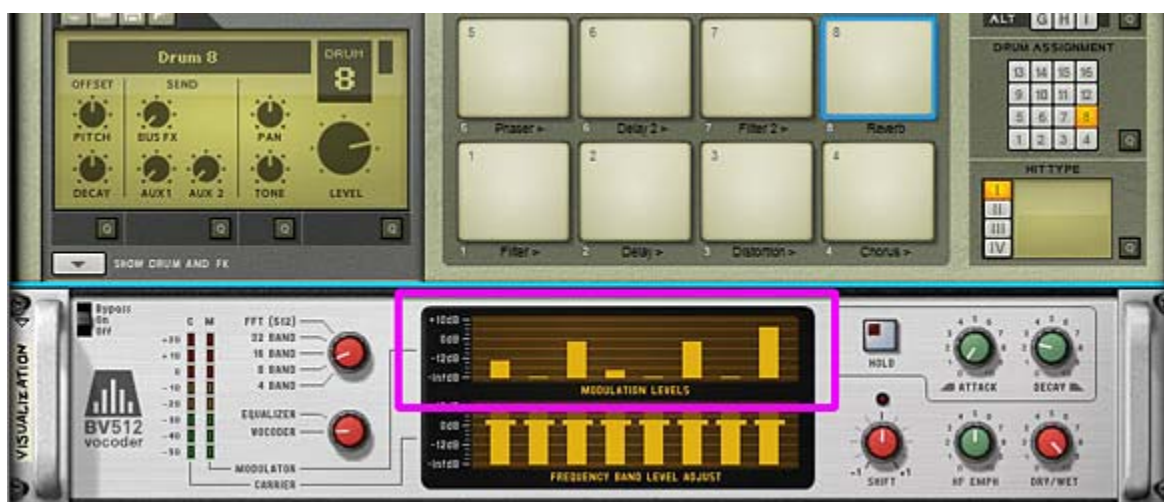 ALT G H I Q
Drum 8
DRUM
8
OFFSET SEND
PITCH BUS FX PAN
DECAY AUX 1 AUX 2 TONE LEVEL
Q Q Q Q
SHOW DRUM AND FX
5 6 7 8
5 Phaser 6 Delay 2 7 Filter 2 8 Reverb
1 2 3 4
1 Filter 2 Delay 3 Distortion 4 Chorus
DRUM ASSIGNMENT
13 14 15 16
9 10 11 12
5 6 7 8
1 2 3 4 Q
HIT TYPE
I
II
III
IV Q
VISUALIZATION
Bypass
On
Off
C M
+20
+10
0
-10
-20
-30
-40
-50
BV512
vocoder
FFT (512)
32 BAND
16 BAND
8 BAND
4 BAND
EQUALIZER
VOCODER
MODULATOR
CARRIER
+12dB
0dB
-12dB
-InfdB
MODULATION LEVELS
0dB
-12dB
-InfdB
FREQUENCY BAND LEVEL ADJUST
HOLD
ATTACK DECAY
-1 SHIFT +1
HF EMPH DRY/WET